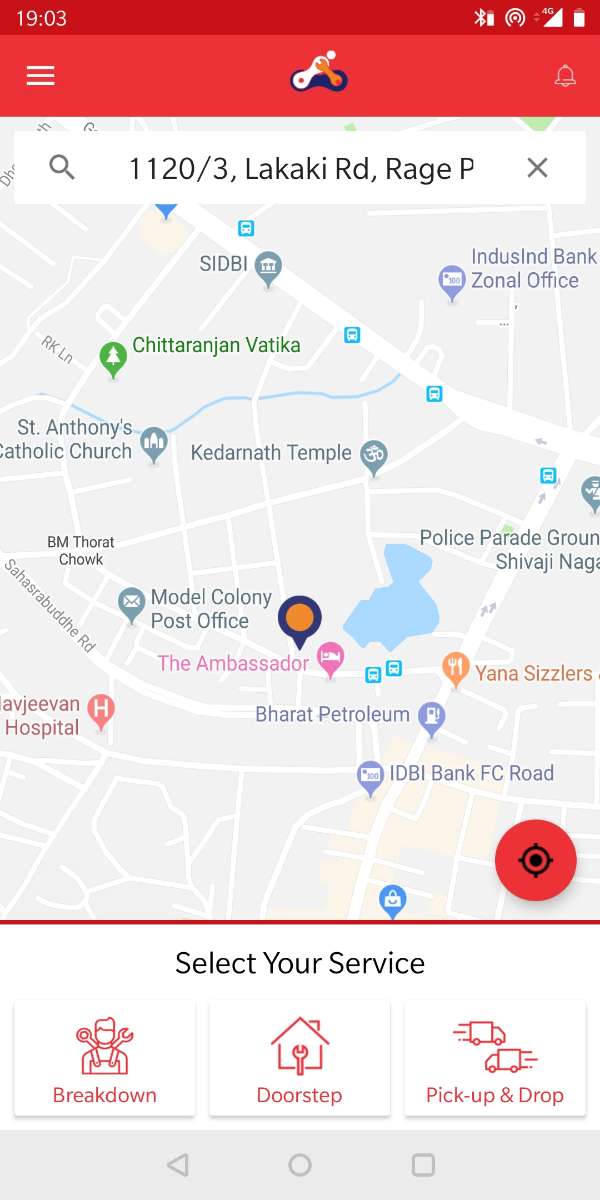 19:03
4G
1120/3, Lakaki Rd, Rage P
SIDBI
IndusInd Bank
Zonal Office
RK Ln
Chittaranjan Vatika
St. Anthony's
Catholic Church
Kedarnath Temple
Police Parade Groun
Shivaji Naga
BM Thorat
Chowk
Sahasrabuddhe Rd
Model Colony
Post Office
The Ambassador
Yana Sizzlers
avjeevan
Hospital
Bharat Petroleum
IDBI Bank FC Road
Select Your Service
Breakdown
Doorstep
Pick-up & Drop